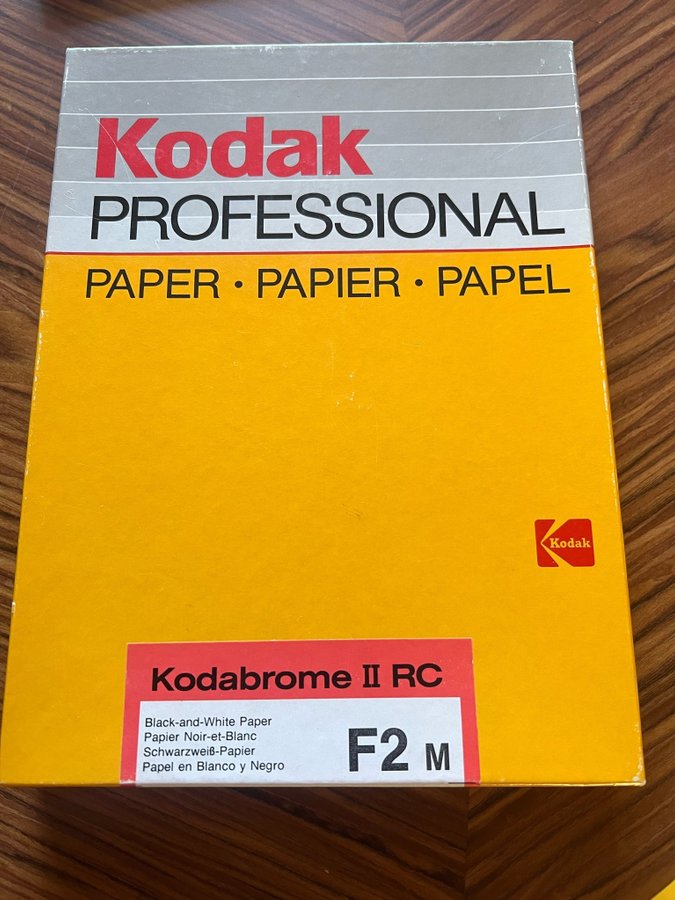 Kodak
PROFESSIONAL
PAPER · PAPIER · PAPEL
Kodak
Kodabrome II RC
Black-and-White Paper
Papier Noir-et-Blanc
Schwarzweiß-Papier
Papel en Blanco y Negro
F2 M